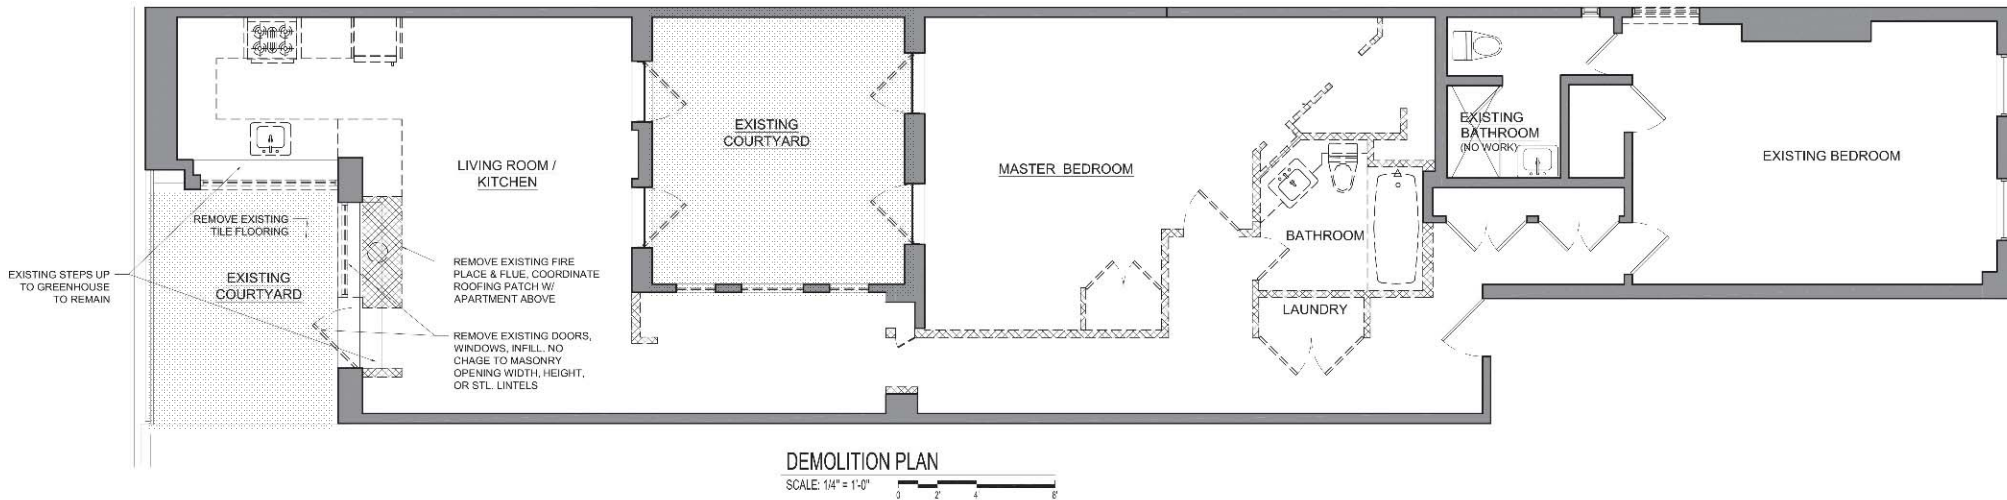 EXISTING
COURTYARD
LIVING ROOM /
KITCHEN
MASTER BEDROOM
EXISTING
BATHROOM
(NO WORK)
EXISTING BEDROOM
REMOVE EXISTING
TILE FLOORING
BATHROOM
EXISTING STEPS UP
TO GREENHOUSE
TO REMAIN
EXISTING
COURTYARD
REMOVE EXISTING FIRE
PLACE & FLUE, COORDINATE
ROOFING PATCH W/
APARTMENT ABOVE
LAUNDRY
REMOVE EXISTING DOORS,
WINDOWS, INFILL. NO
CHAGE TO MASONRY
OPENING WIDTH, HEIGHT,
OR STL. LINTELS
DEMOLITION PLAN
SCALE: 1/4" = 1'-0"
0 2' 4' 8'